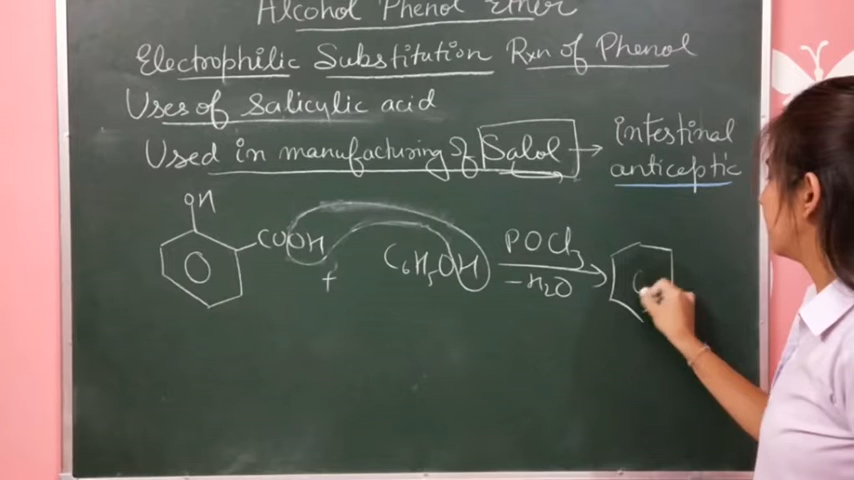 Alcohol Phenol Ether
Electrophilic Substitution Rxn of Phenol
Uses of Salicylic acid
Used in manufacturing of Salol → intestinal
anticeptic
OH
COOH + C6H5OH POCl3
-H2O